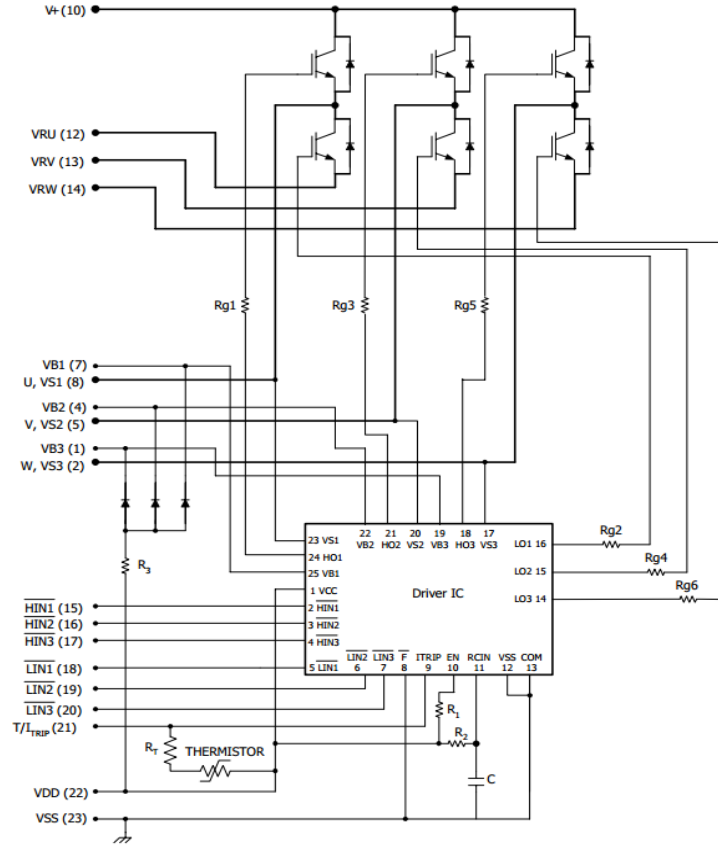 V+ (10)
VRU (12)
VRV (13)
VRW (14)
Rg1
Rg3
Rg5
VB1 (7)
U, VS1 (8)
VB2 (4)
V, VS2 (5)
VB3 (1)
W, VS3 (2)
22 21 20 19 18 17
VB2 HO2 VS2 VB3 HO3 VS3
23 VS1
LO1 16
Rg2
24 HO1
R3
25 VB1
LO2 15
Rg4
1 VCC
Driver IC
LO3 14
Rg6
HIN1 (15)
2 HIN1
HIN2 (16)
3 HIN2
HIN3 (17)
4 HIN3
LIN1 (18)
5 LIN1
LIN2 LIN3 F ITRIP EN RCIN VSS COM
6 7 8 9 10 11 12 13
LIN2 (19)
LIN3 (20)
R1
T/ITRIP (21)
R2
RT
THERMISTOR
C
VDD (22)
VSS (23)